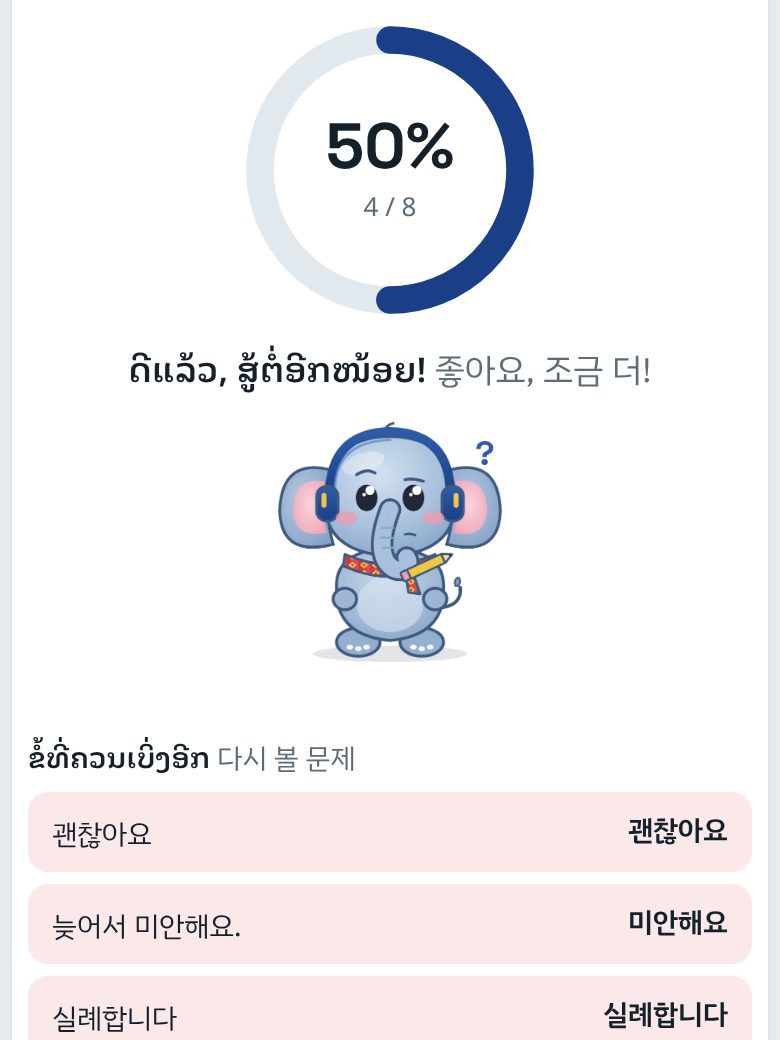 50%
4 / 8
ດີແລ້ວ, ສູ້ຕໍ່ອີກໜ້ອຍ! 좋아요, 조금 더!
?
ຂໍ້ທີ່ຄວນເບິ່ງອີກ 다시 볼 문제
괜찮아요 괜찮아요
늦어서 미안해요. 미안해요
실례합니다 실례합니다